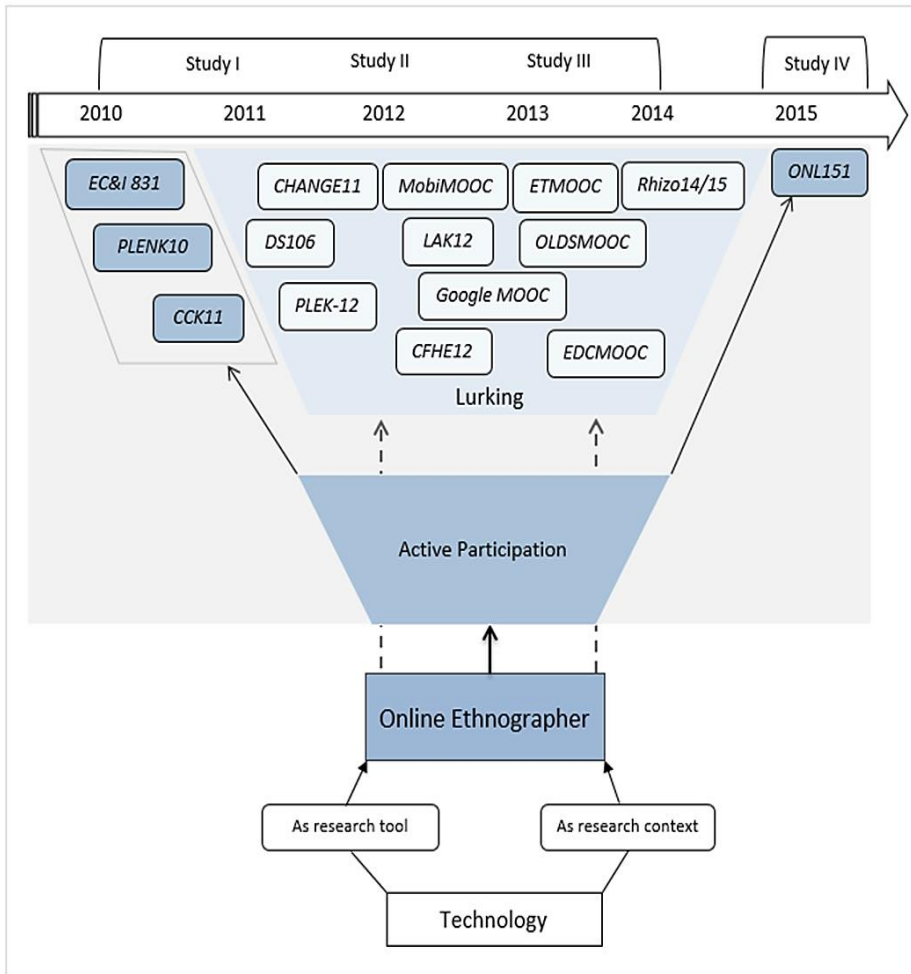 Study I Study II Study III Study IV
2010 2011 2012 2013 2014 2015
EC&I 831 CHANGE11 MobiMOOC ETMOOC Rhizo14/15 ONL151
PLENK10 DS106 LAK12 OLDSMOOC
CCK11 PLEK-12 Google MOOC
CFHE12 EDCMOOC
Lurking
Active Participation
Online Ethnographer
As research tool As research context
Technology